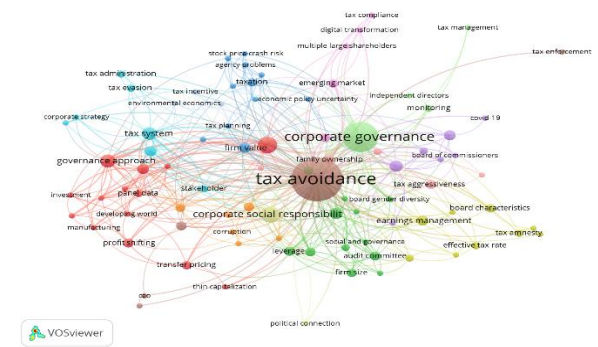 tax compliance
digital transformation
tax management
multiple large shareholders
stock price crash risk
tax enforcement
agency problems
tax administration
taxation
emerging market
tax evasion
tax incentive
environmental economics
economic policy uncertainty
independent directors
monitoring
corporate strategy
covid 19
tax planning
tax system
corporate governance
firm value
board of commissioners
governance approach
family ownership
tax avoidance
tax aggressiveness
stakeholder
investment
panel data
board gender diversity
developing world
corporate social responsibilit
board characteristics
earnings management
manufacturing
corruption
tax amnesty
profit shifting
social and governance
effective tax rate
leverage
audit committee
transfer pricing
firm size
thin capitalization
political connection
VOSviewer